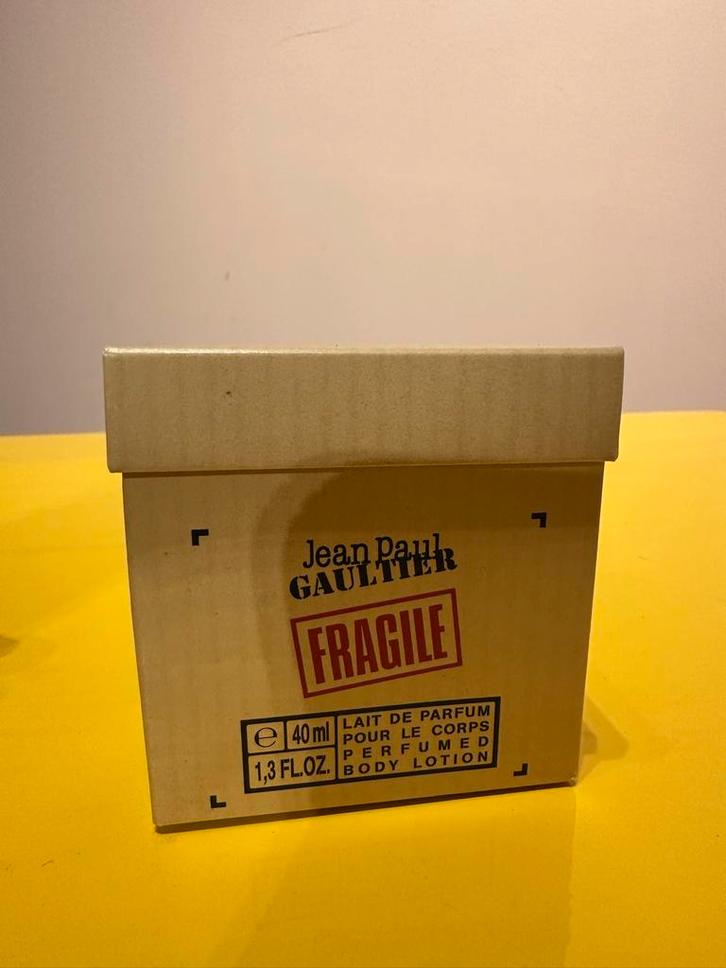 Jean Paul
GAULTIER
FRAGILE
e 40 ml
1,3 FL.OZ.
LAIT DE PARFUM
POUR LE CORPS
PERFUMED
BODY LOTION